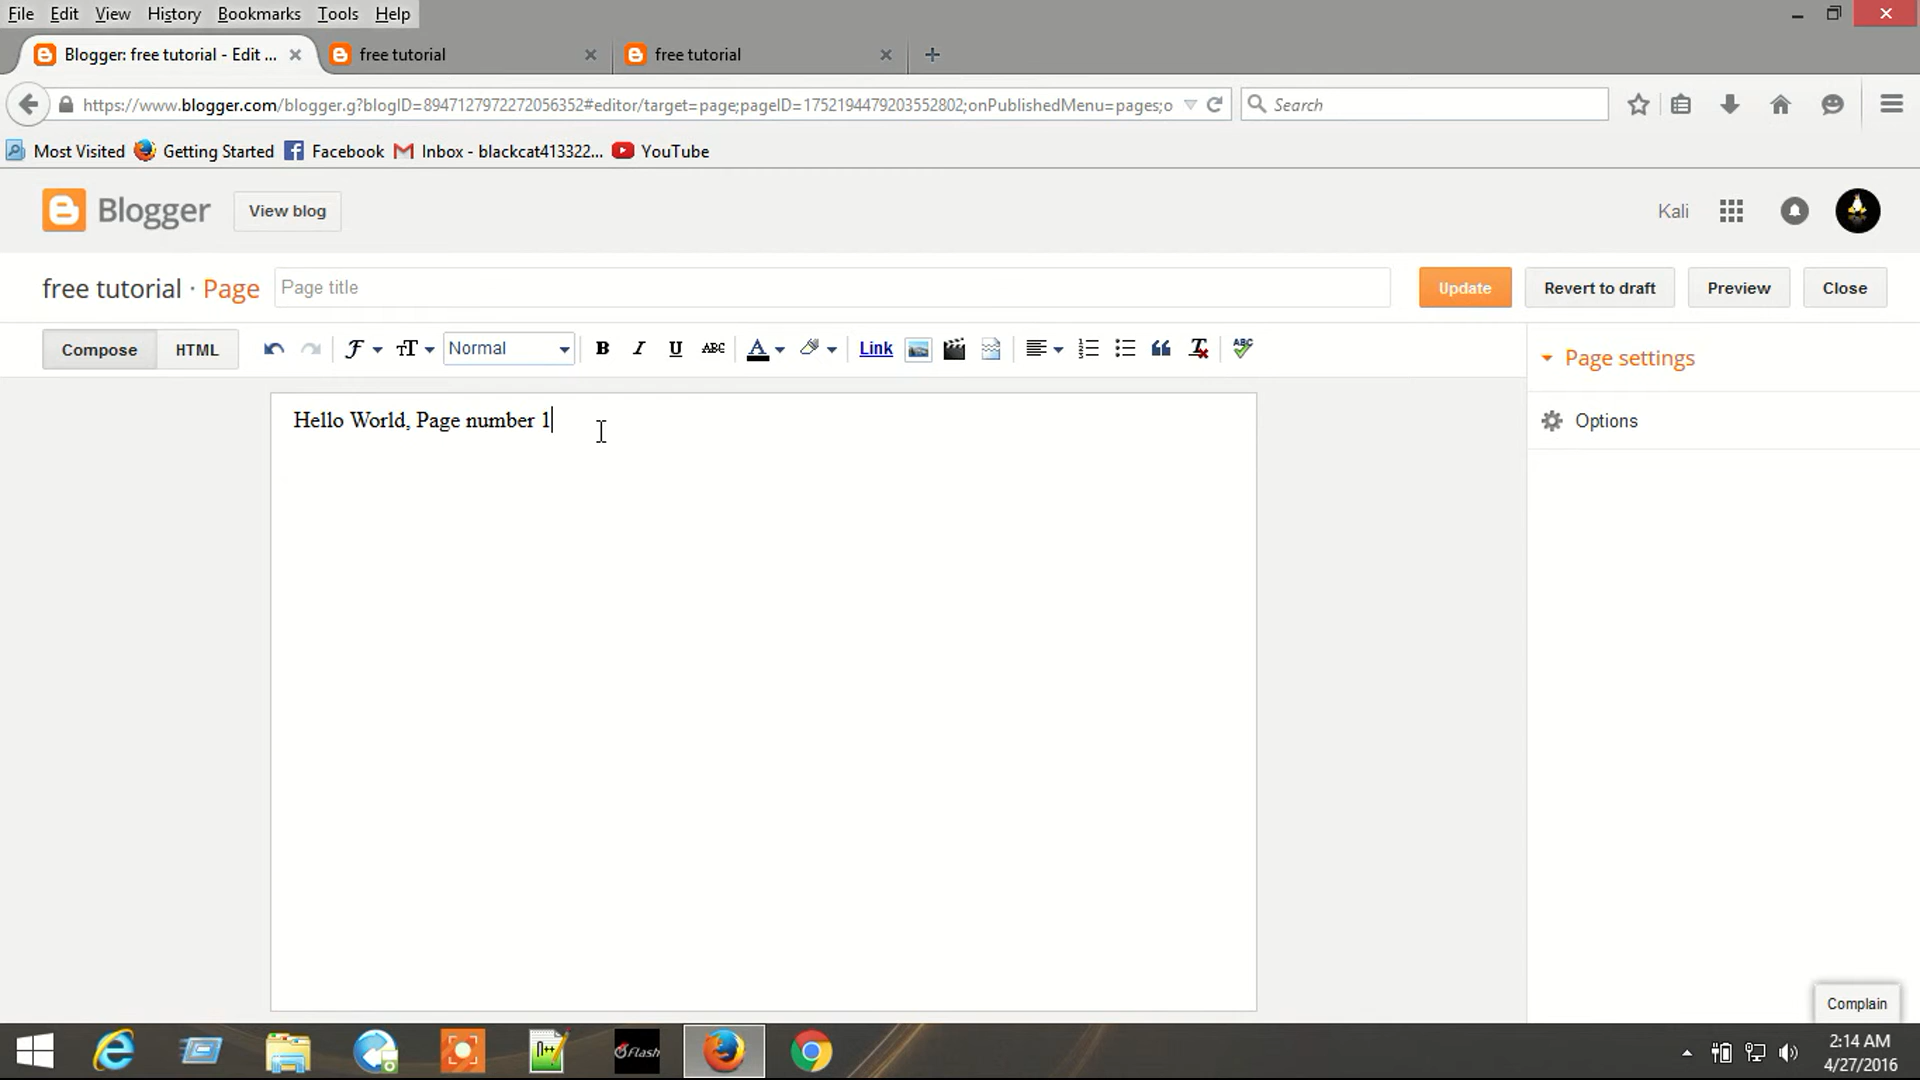 File Edit View History Bookmarks Tools Help
Blogger: free tutorial - Edit ... free tutorial free tutorial
https://www.blogger.com/blogger.g?blogID=8947127972272056352#editor/target=page;pageID=1752194479203552802;onPublishedMenu=pages;o Search
Most Visited Getting Started Facebook Inbox - blackcat413322... YouTube
Blogger View blog Kali
free tutorial · Page Page title Update Revert to draft Preview Close
Compose HTML Normal B I U ABC A Link ABC Page settings
Hello World, Page number 1 Options
Complain
n++ Flash 2:14 AM
4/27/2016